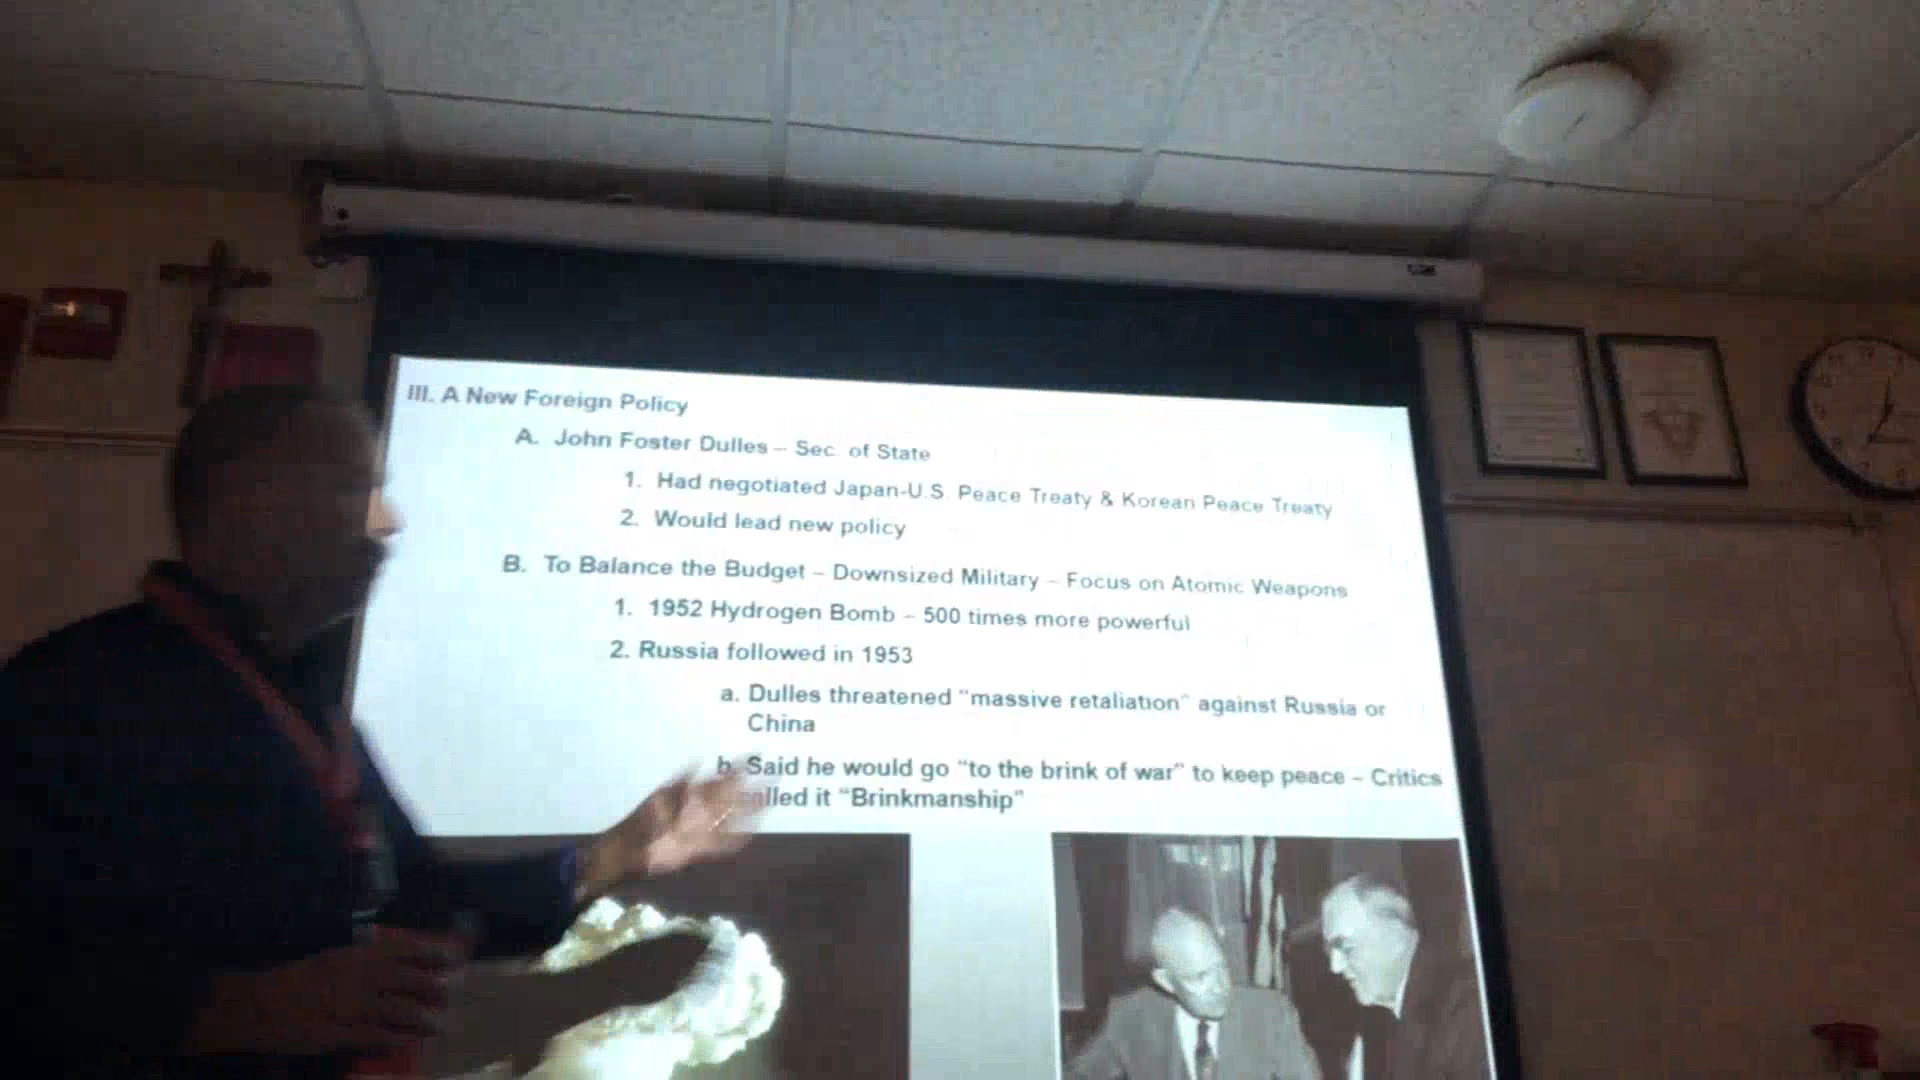 III. A New Foreign Policy
A. John Foster Dulles – Sec. of State
1. Had negotiated Japan-U.S. Peace Treaty & Korean Peace Treaty
2. Would lead new policy
B. To Balance the Budget – Downsized Military – Focus on Atomic Weapons
1. 1952 Hydrogen Bomb – 500 times more powerful
2. Russia followed in 1953
a. Dulles threatened “massive retaliation” against Russia or
China
b. Said he would go “to the brink of war” to keep peace – Critics
it “Brinkmanship”